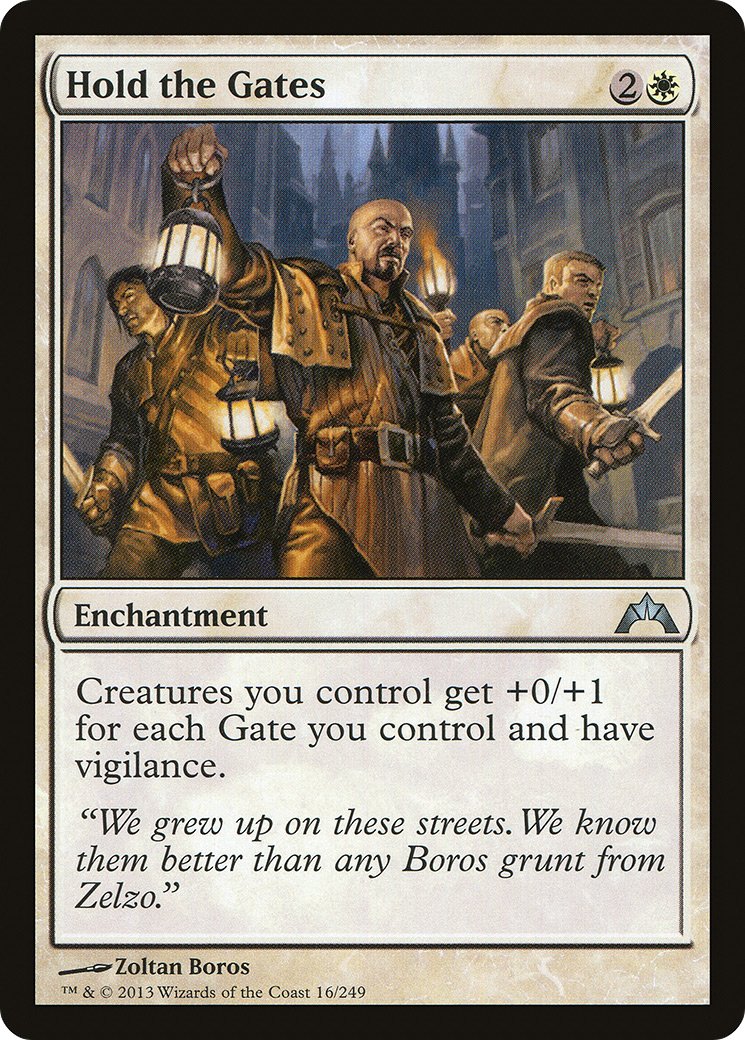 Hold the Gates 2
Enchantment
Creatures you control get +0/+1
for each Gate you control and have
vigilance.
“We grew up on these streets. We know
them better than any Boros grunt from
Zelzo.”
Zoltan Boros
™ & © 2013 Wizards of the Coast 16/249